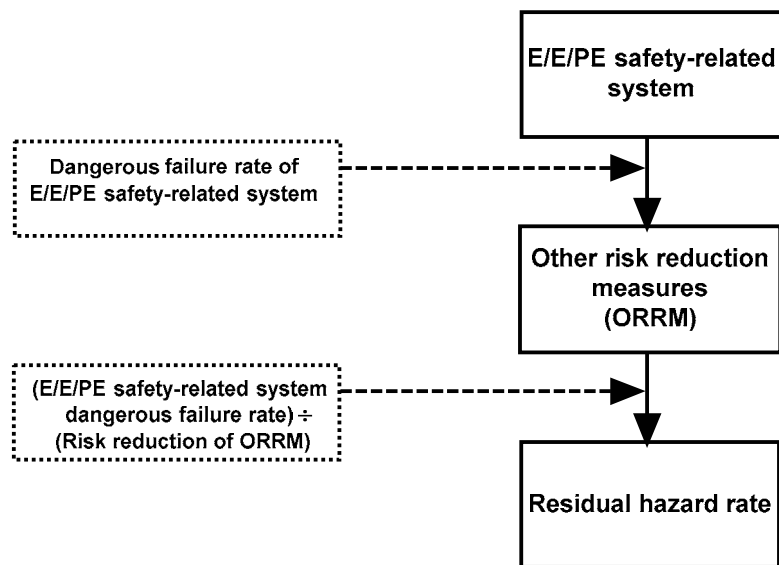 E/E/PE safety-related
system
Dangerous failure rate of
E/E/PE safety-related system
Other risk reduction
measures
(ORRM)
(E/E/PE safety-related system
dangerous failure rate) ÷
(Risk reduction of ORRM)
Residual hazard rate